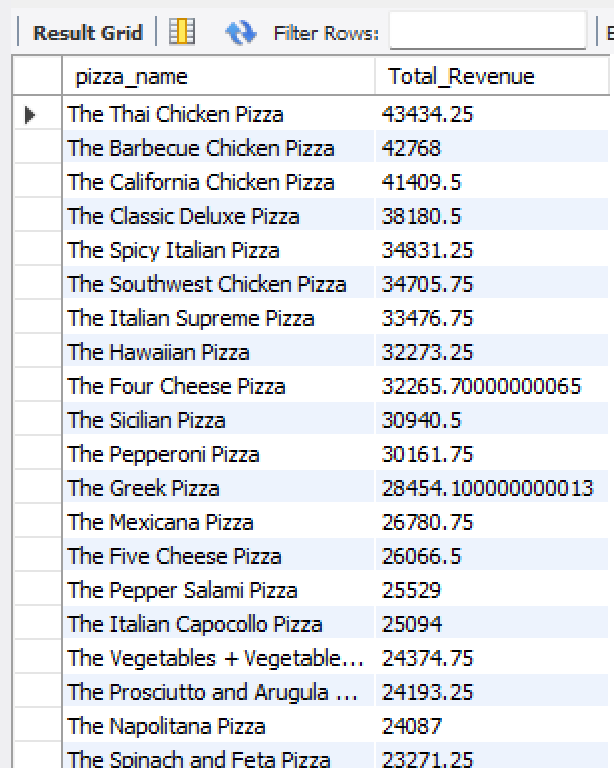 Result Grid Filter Rows: E
pizza_name Total_Revenue
The Thai Chicken Pizza 43434.25
The Barbecue Chicken Pizza 42768
The California Chicken Pizza 41409.5
The Classic Deluxe Pizza 38180.5
The Spicy Italian Pizza 34831.25
The Southwest Chicken Pizza 34705.75
The Italian Supreme Pizza 33476.75
The Hawaiian Pizza 32273.25
The Four Cheese Pizza 32265.70000000065
The Sicilian Pizza 30940.5
The Pepperoni Pizza 30161.75
The Greek Pizza 28454.100000000013
The Mexicana Pizza 26780.75
The Five Cheese Pizza 26066.5
The Pepper Salami Pizza 25529
The Italian Capocollo Pizza 25094
The Vegetables + Vegetable... 24374.75
The Prosciutto and Arugula ... 24193.25
The Napolitana Pizza 24087
The Spinach and Feta Pizza 23271.25